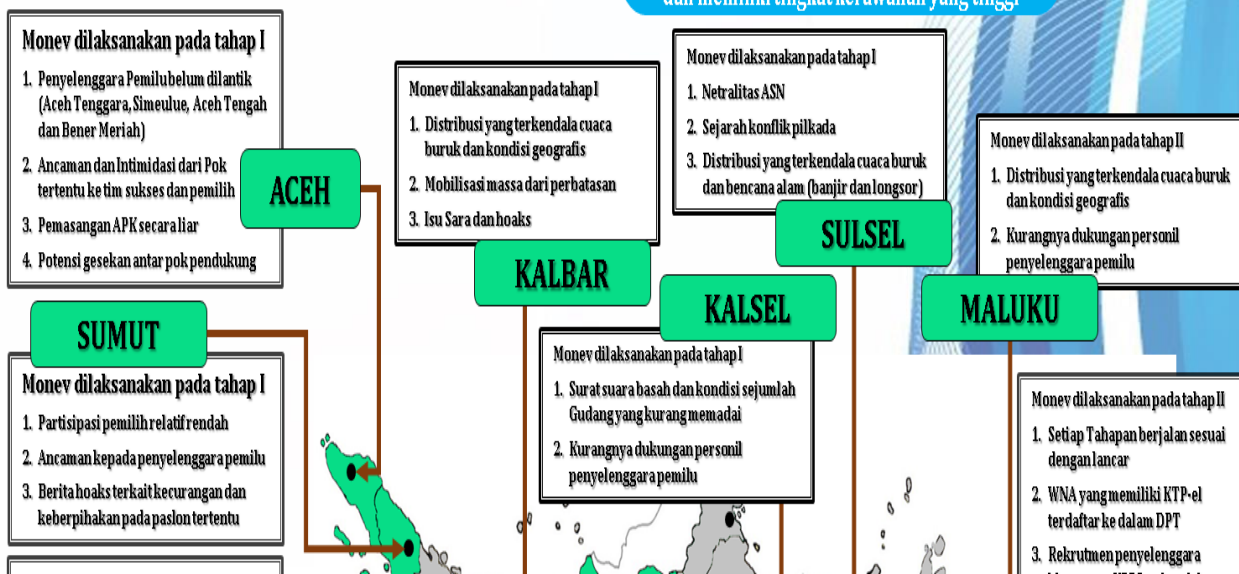 dan memiliki tingkat kerawanan yang tinggi
Monev dilaksanakan pada tahap I
1. Penyelenggara Pemilu belum dilantik
(Aceh Tenggara, Simeulue, Aceh Tengah
dan Bener Meriah)
2. Ancaman dan Intimidasi dari Pok
tertentu ke tim sukses dan pemilih
3. Pemasangan APK secara liar
4. Potensi gesekan antar pok pendukung
ACEH
Monev dilaksanakan pada tahap I
1. Distribusi yang terkendala cuaca
buruk dan kondisi geografis
2. Mobilisasi massa dari perbatasan
3. Isu Sara dan hoaks
KALBAR
Monev dilaksanakan pada tahap I
1. Netralitas ASN
2. Sejarah konflik pilkada
3. Distribusi yang terkendala cuaca buruk
dan bencana alam (banjir dan longsor)
SULSEL
Monev dilaksanakan pada tahap II
1. Distribusi yang terkendala cuaca buruk
dan kondisi geografis
2. Kurangnya dukungan personil
penyelenggara pemilu
MALUKU
SUMUT
Monev dilaksanakan pada tahap I
1. Partisipasi pemilih relatif rendah
2. Ancaman kepada penyelenggara pemilu
3. Berita hoaks terkait kecurangan dan
keberpihakan pada paslon tertentu
KALSEL
Monev dilaksanakan pada tahap I
1. Surat suara basah dan kondisi sejumlah
Gudang yang kurang memadai
2. Kurangnya dukungan personil
penyelenggara pemilu
Monev dilaksanakan pada tahap II
1. Setiap Tahapan berjalan sesuai
dengan lancar
2. WNA yang memiliki KTP-el
terdaftar ke dalam DPT
3. Rekrutmen penyelenggara